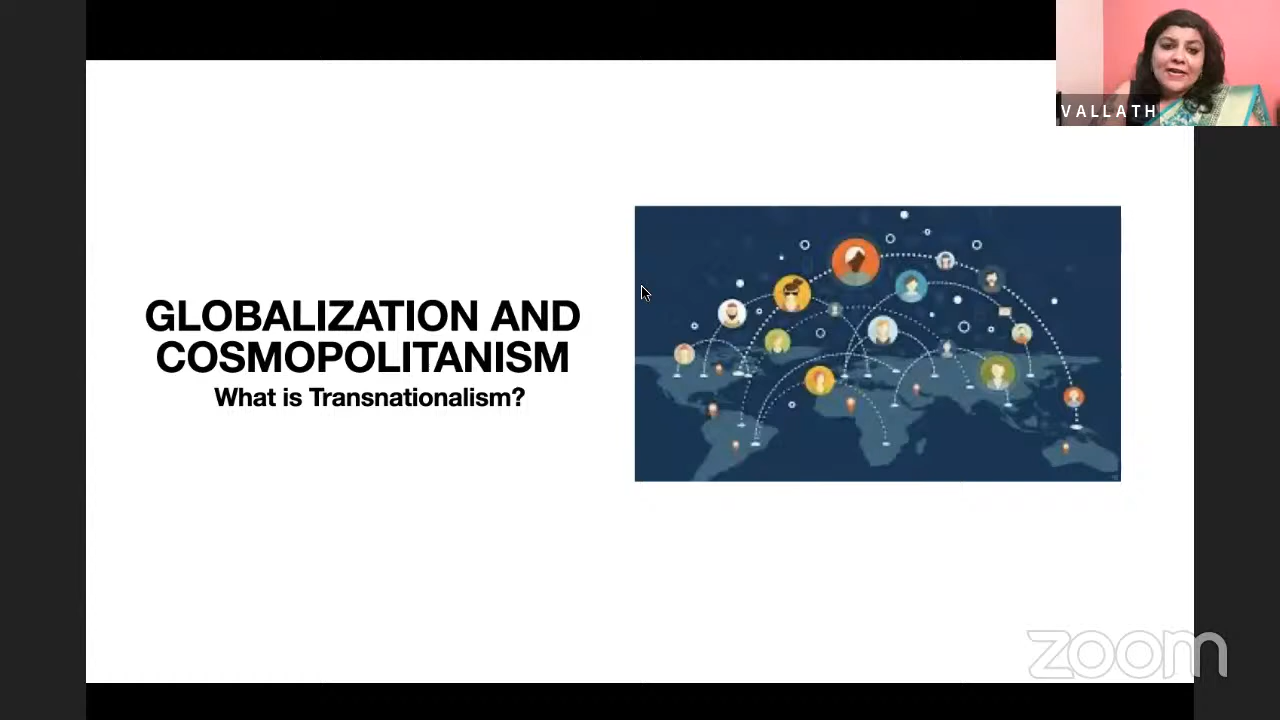 VALLATH
GLOBALIZATION AND
COSMOPOLITANISM
What is Transnationalism?
zoom